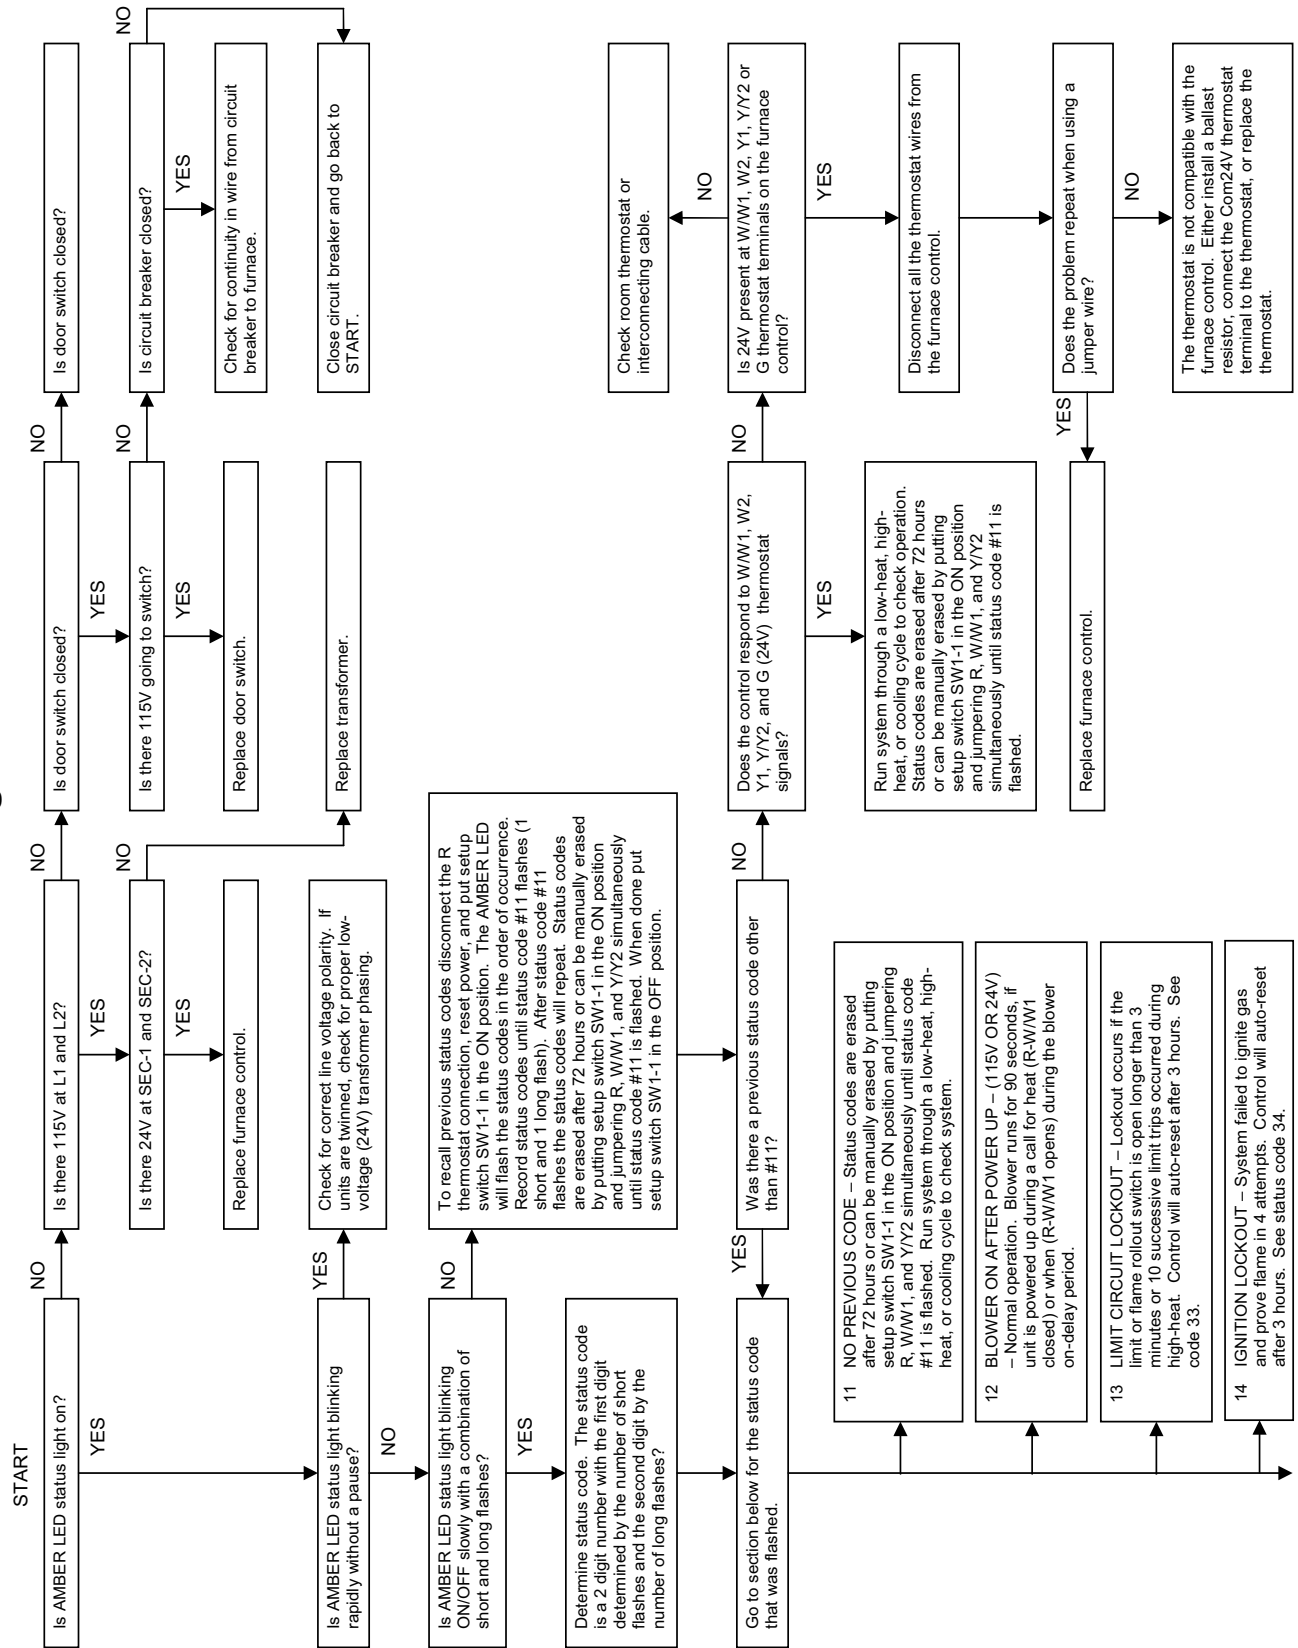 START
Is AMBER LED status light on?
NO
Is there 115V at L1 and L2?
NO
Is door switch closed?
NO
Is door switch closed?
YES
YES
YES
Is there 24V at SEC-1 and SEC-2?
NO
Is there 115V going to switch?
NO
Is circuit breaker closed?
NO
YES
YES
YES
Replace furnace control.
Replace door switch.
Check for continuity in wire from circuit
breaker to furnace.
Is AMBER LED status light blinking
rapidly without a pause?
YES
Check for correct line voltage polarity. If
units are twinned, check for proper low-
voltage (24V) transformer phasing.
Replace transformer.
Close circuit breaker and go back to
START.
NO
Is AMBER LED status light blinking
ON/OFF slowly with a combination of
short and long flashes?
NO
To recall previous status codes disconnect the R
thermostat connection, reset power, and put setup
switch SW1-1 in the ON position. The AMBER LED
will flash the status codes in the order of occurrence.
Record status codes until status code #11 flashes (1
short and 1 long flash). After status code #11
flashes the status codes will repeat. Status codes
are erased after 72 hours or can be manually erased
by putting setup switch SW1-1 in the ON position
and jumpering R, W/W1, and Y/Y2 simultaneously
until status code #11 is flashed. When done put
setup switch SW1-1 in the OFF position.
YES
Determine status code. The status code
is a 2 digit number with the first digit
determined by the number of short
flashes and the second digit by the
number of long flashes?
Check room thermostat or
interconnecting cable.
NO
Go to section below for the status code
that was flashed.
YES
Was there a previous status code other
than #11?
NO
Does the control respond to W/W1, W2,
Y1, Y/Y2, and G (24V) thermostat
signals?
NO
Is 24V present at W/W1, W2, Y1, Y/Y2 or
G thermostat terminals on the furnace
control?
YES
YES
11 NO PREVIOUS CODE – Status codes are erased
after 72 hours or can be manually erased by putting
setup switch SW1-1 in the ON position and jumpering
R, W/W1, and Y/Y2 simultaneously until status code
#11 is flashed. Run system through a low-heat, high-
heat, or cooling cycle to check system.
Run system through a low-heat, high-
heat, or cooling cycle to check operation.
Status codes are erased after 72 hours
or can be manually erased by putting
setup switch SW1-1 in the ON position
and jumpering R, W/W1, and Y/Y2
simultaneously until status code #11 is
flashed.
Disconnect all the thermostat wires from
the furnace control.
12 BLOWER ON AFTER POWER UP – (115V OR 24V)
– Normal operation. Blower runs for 90 seconds, if
unit is powered up during a call for heat (R-W/W1
closed) or when (R-W/W1 opens) during the blower
on-delay period.
Replace furnace control.
YES
Does the problem repeat when using a
jumper wire?
NO
13 LIMIT CIRCUIT LOCKOUT – Lockout occurs if the
limit or flame rollout switch is open longer than 3
minutes or 10 successive limit trips occurred during
high-heat. Control will auto-reset after 3 hours. See
code 33.
The thermostat is not compatible with the
furnace control. Either install a ballast
resistor, connect the Com24V thermostat
terminal to the thermostat, or replace the
thermostat.
14 IGNITION LOCKOUT – System failed to ignite gas
and prove flame in 4 attempts. Control will auto-reset
after 3 hours. See status code 34.